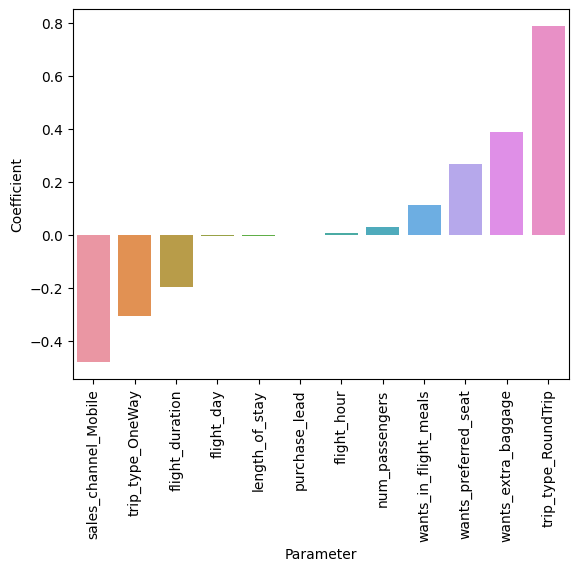 0.8
0.6
0.4
0.2
0.0
−0.2
−0.4
Coefficient
sales_channel_Mobile
trip_type_OneWay
flight_duration
flight_day
length_of_stay
purchase_lead
flight_hour
num_passengers
wants_in_flight_meals
wants_preferred_seat
wants_extra_baggage
trip_type_RoundTrip
Parameter